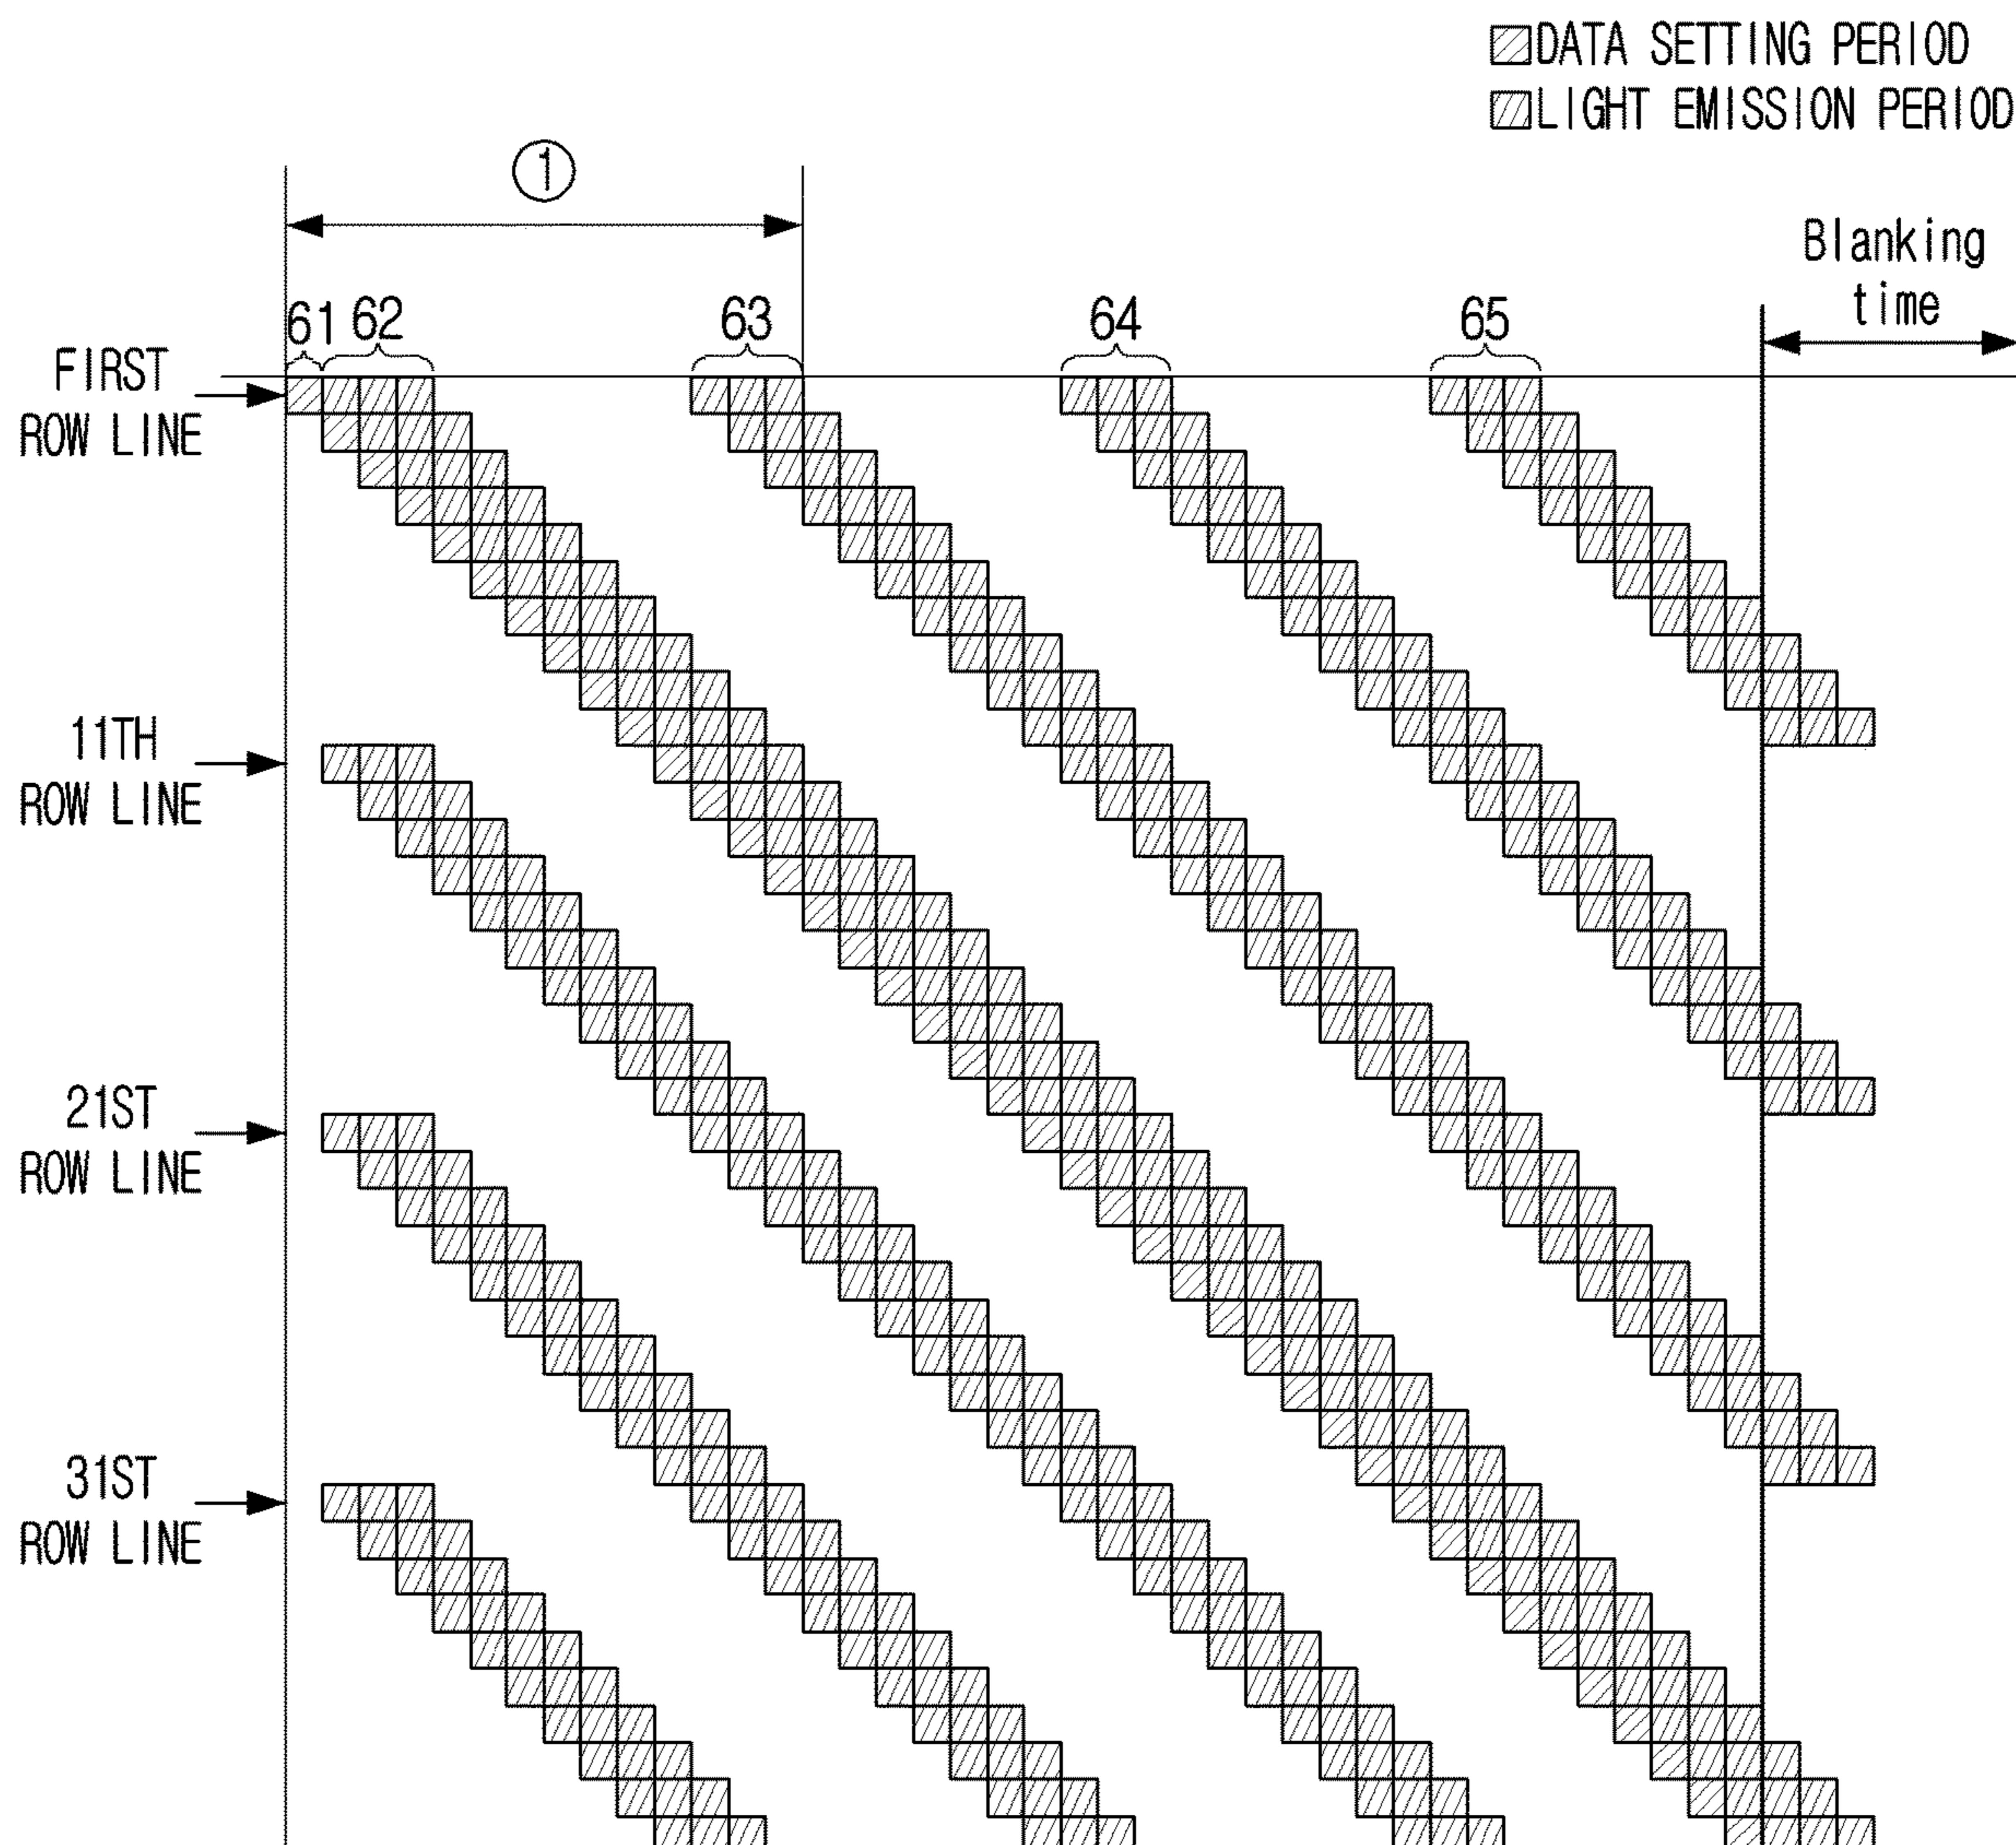 DATA SETTING PERIOD
LIGHT EMISSION PERIOD
①
Blanking
time
61 62 63 64 65
FIRST
ROW LINE
11TH
ROW LINE
21ST
ROW LINE
31ST
ROW LINE